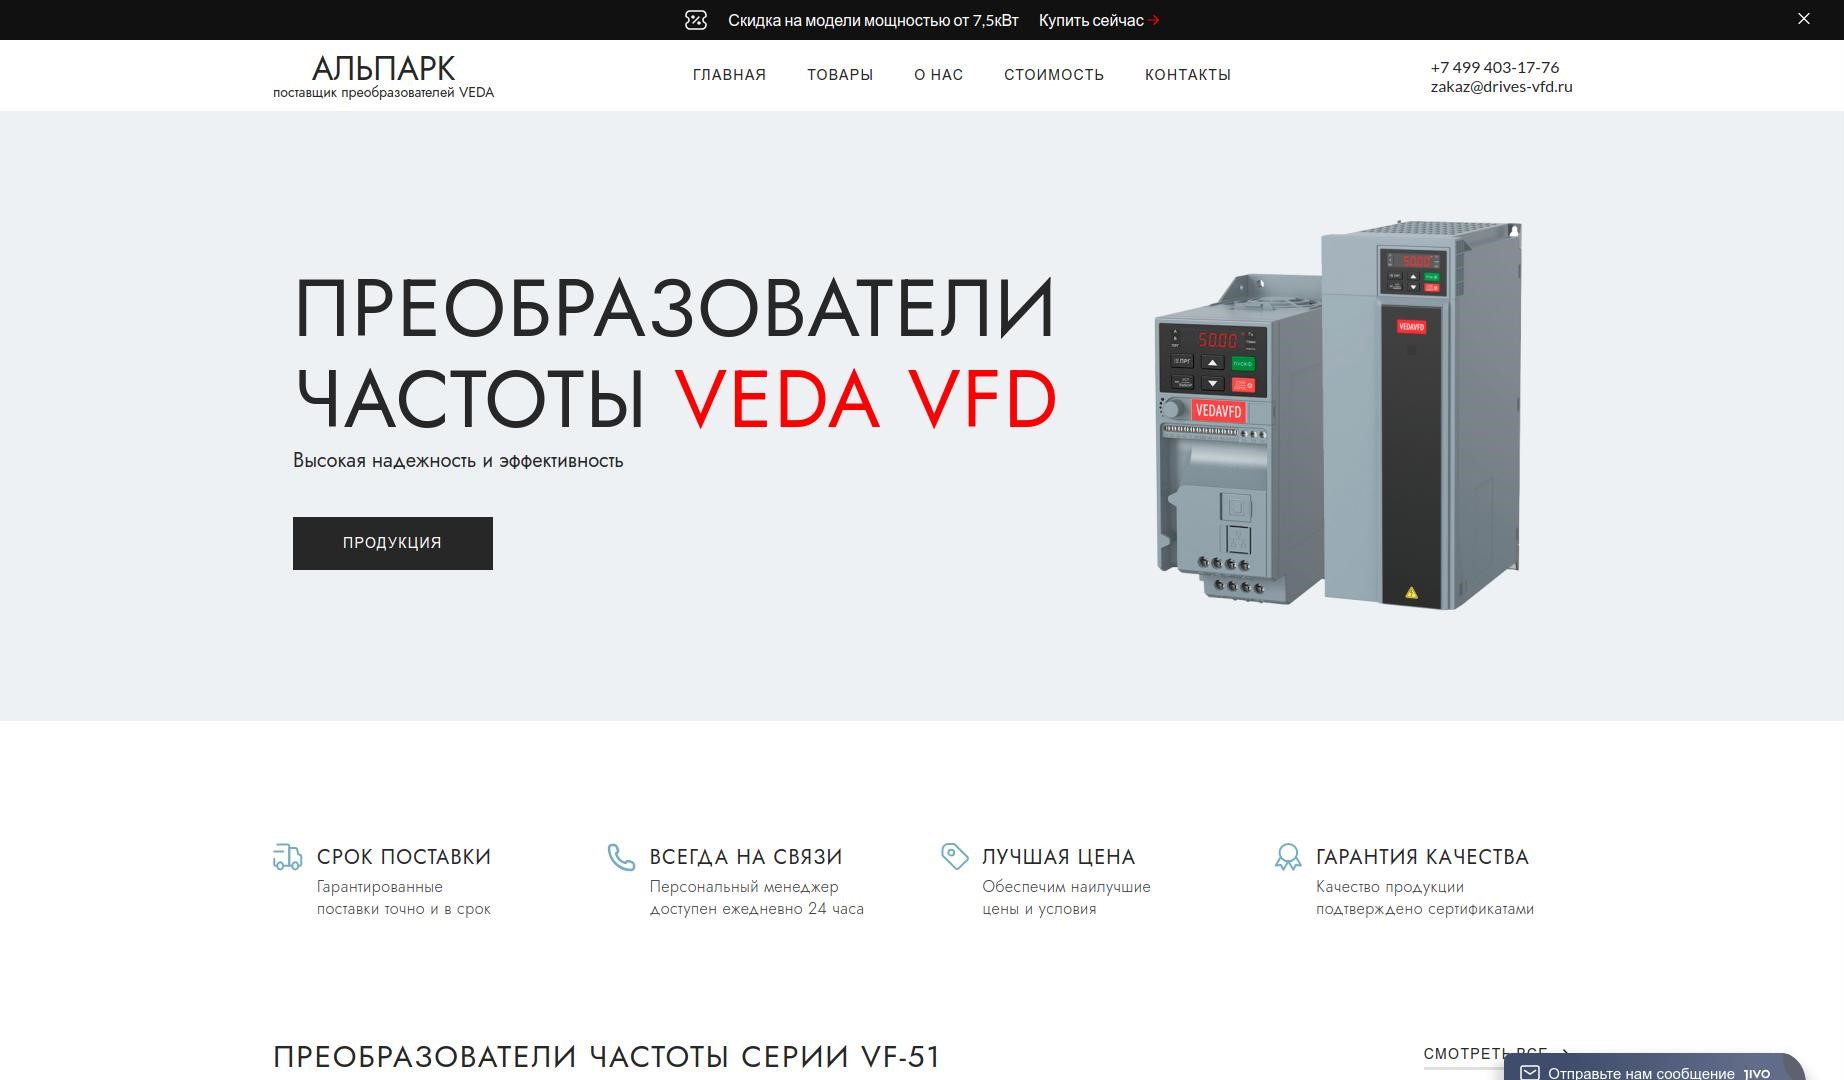 Скидка на модели мощностью от 7,5кВт Купить сейчас
АЛЬПАРК
поставщик преобразователей VEDA
ГЛАВНАЯ ТОВАРЫ О НАС СТОИМОСТЬ КОНТАКТЫ
+7 499 403-17-76
zakaz@drives-vfd.ru
ПРЕОБРАЗОВАТЕЛИ
ЧАСТОТЫ VEDA VFD
Высокая надежность и эффективность
ПРОДУКЦИЯ
50.00
VEDAVFD
50.00
ПРГ
ПУСК
VEDAVFD
СРОК ПОСТАВКИ
Гарантированные
поставки точно и в срок
ВСЕГДА НА СВЯЗИ
Персональный менеджер
доступен ежедневно 24 часа
ЛУЧШАЯ ЦЕНА
Обеспечим наилучшие
цены и условия
ГАРАНТИЯ КАЧЕСТВА
Качество продукции
подтверждено сертификатами
ПРЕОБРАЗОВАТЕЛИ ЧАСТОТЫ СЕРИИ VF-51
СМОТРЕТЬ ВСЕ
Отправьте нам сообщение jivo